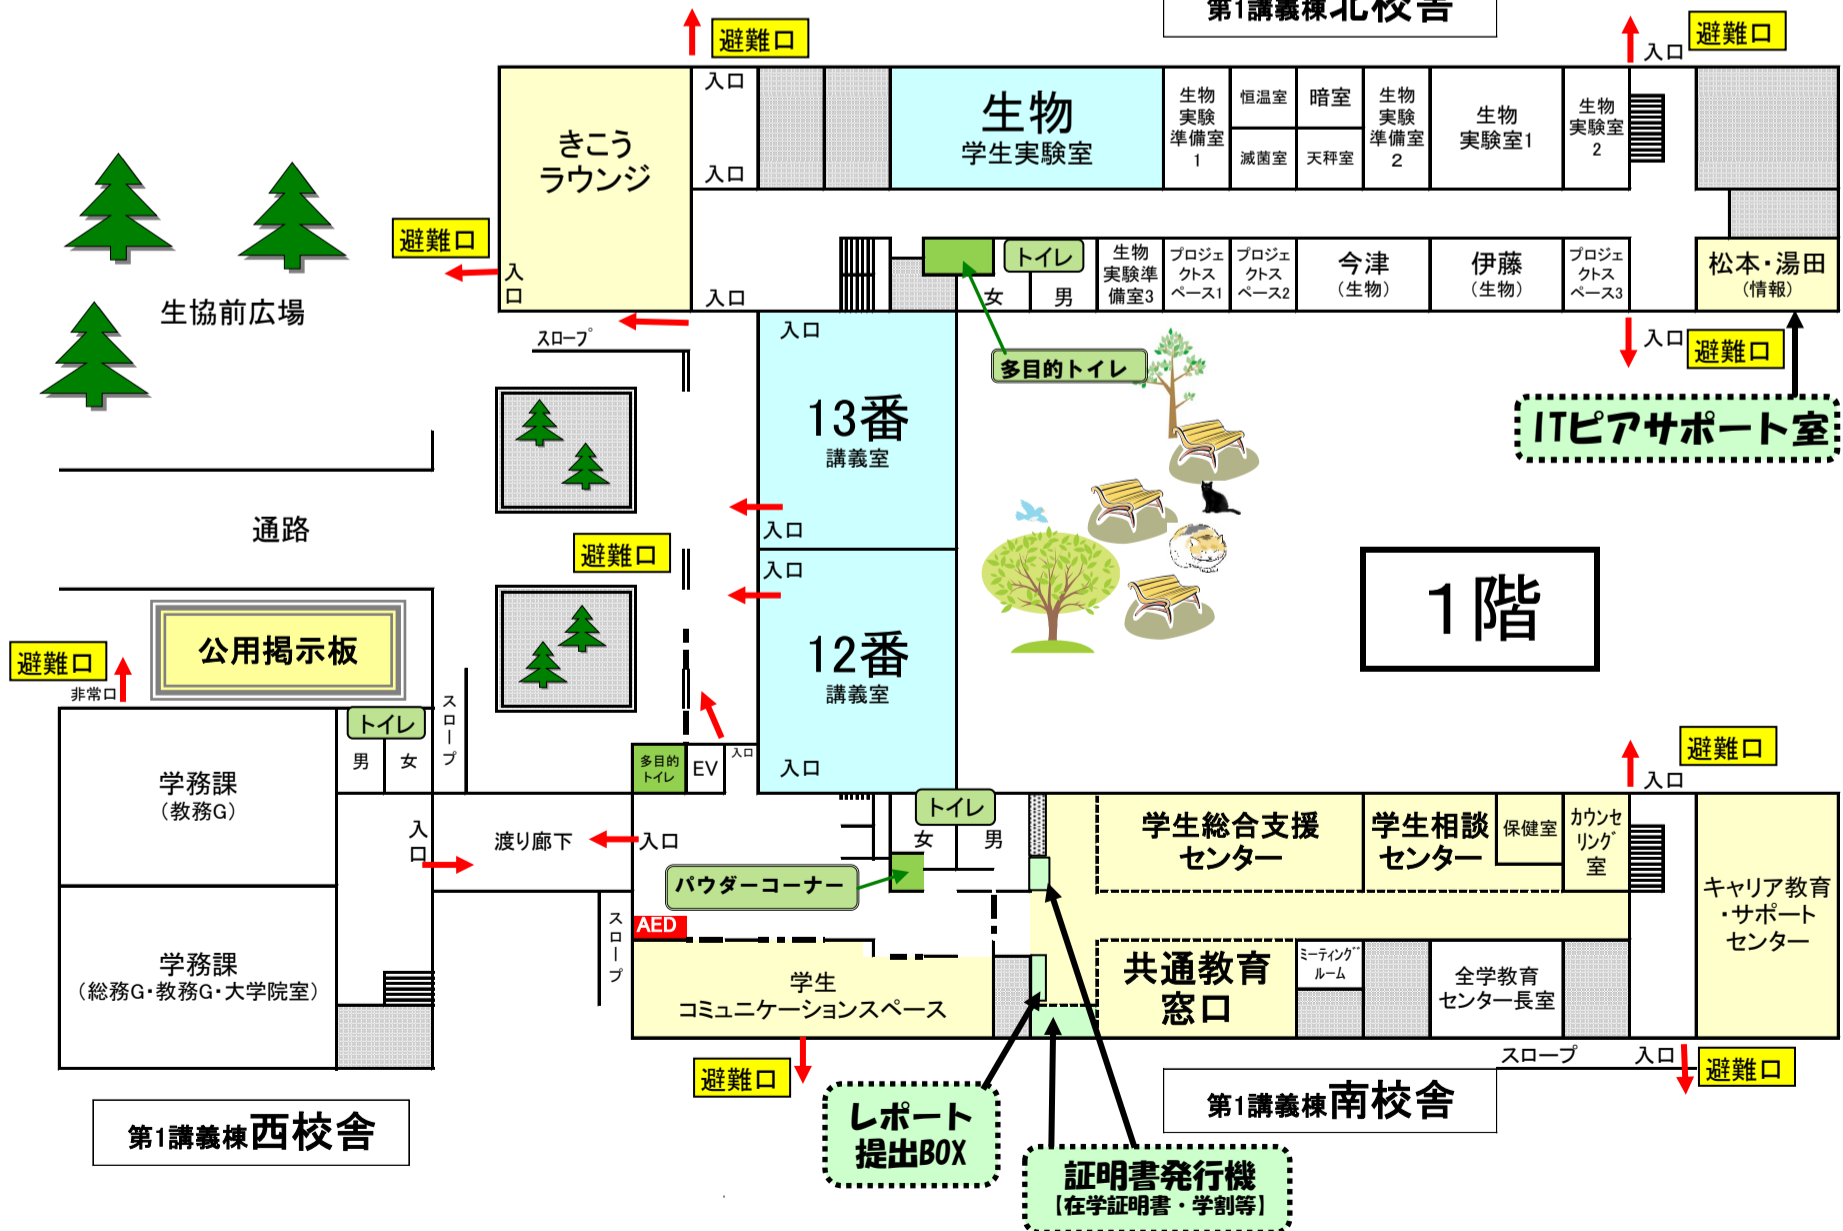 第1講義棟北校舎
避難口
入口
避難口
きこう
ラウンジ
入口
入口
生物
学生実験室
生物
実験
準備室
1
恒温室
暗室
滅菌室
天秤室
生物
実験
準備室
2
生物
実験室1
生物
実験室
2
避難口
入口
口
入口
トイレ
女
男
生物
実験準
備室3
プロジェ
クトス
ペース1
プロジェ
クトス
ペース2
今津
(生物)
伊藤
(生物)
プロジェ
クトス
ペース3
松本・湯田
(情報)
生協前広場
スロープ
入口
多目的トイレ
入口
避難口
ITピアサポート室
13番
講義室
入口
通路
避難口
入口
12番
講義室
入口
1階
公用掲示板
避難口
非常口
スロープ
トイレ
男
女
学務課
(教務G)
多目的
トイレ
EV
入口
避難口
入口
入口
渡り廊下
入口
トイレ
女
男
パウダーコーナー
学生総合支援
センター
学生相談
センター
保健室
カウンセ
リング
室
キャリア教育
・サポート
センター
AED
スロープ
学務課
(総務G・教務G・大学院室)
学生
コミュニケーションスペース
共通教育
窓口
ミーティング
ルーム
全学教育
センター長室
スロープ
入口
避難口
避難口
レポート
提出BOX
第1講義棟南校舎
第1講義棟西校舎
証明書発行機
【在学証明書・学割等】